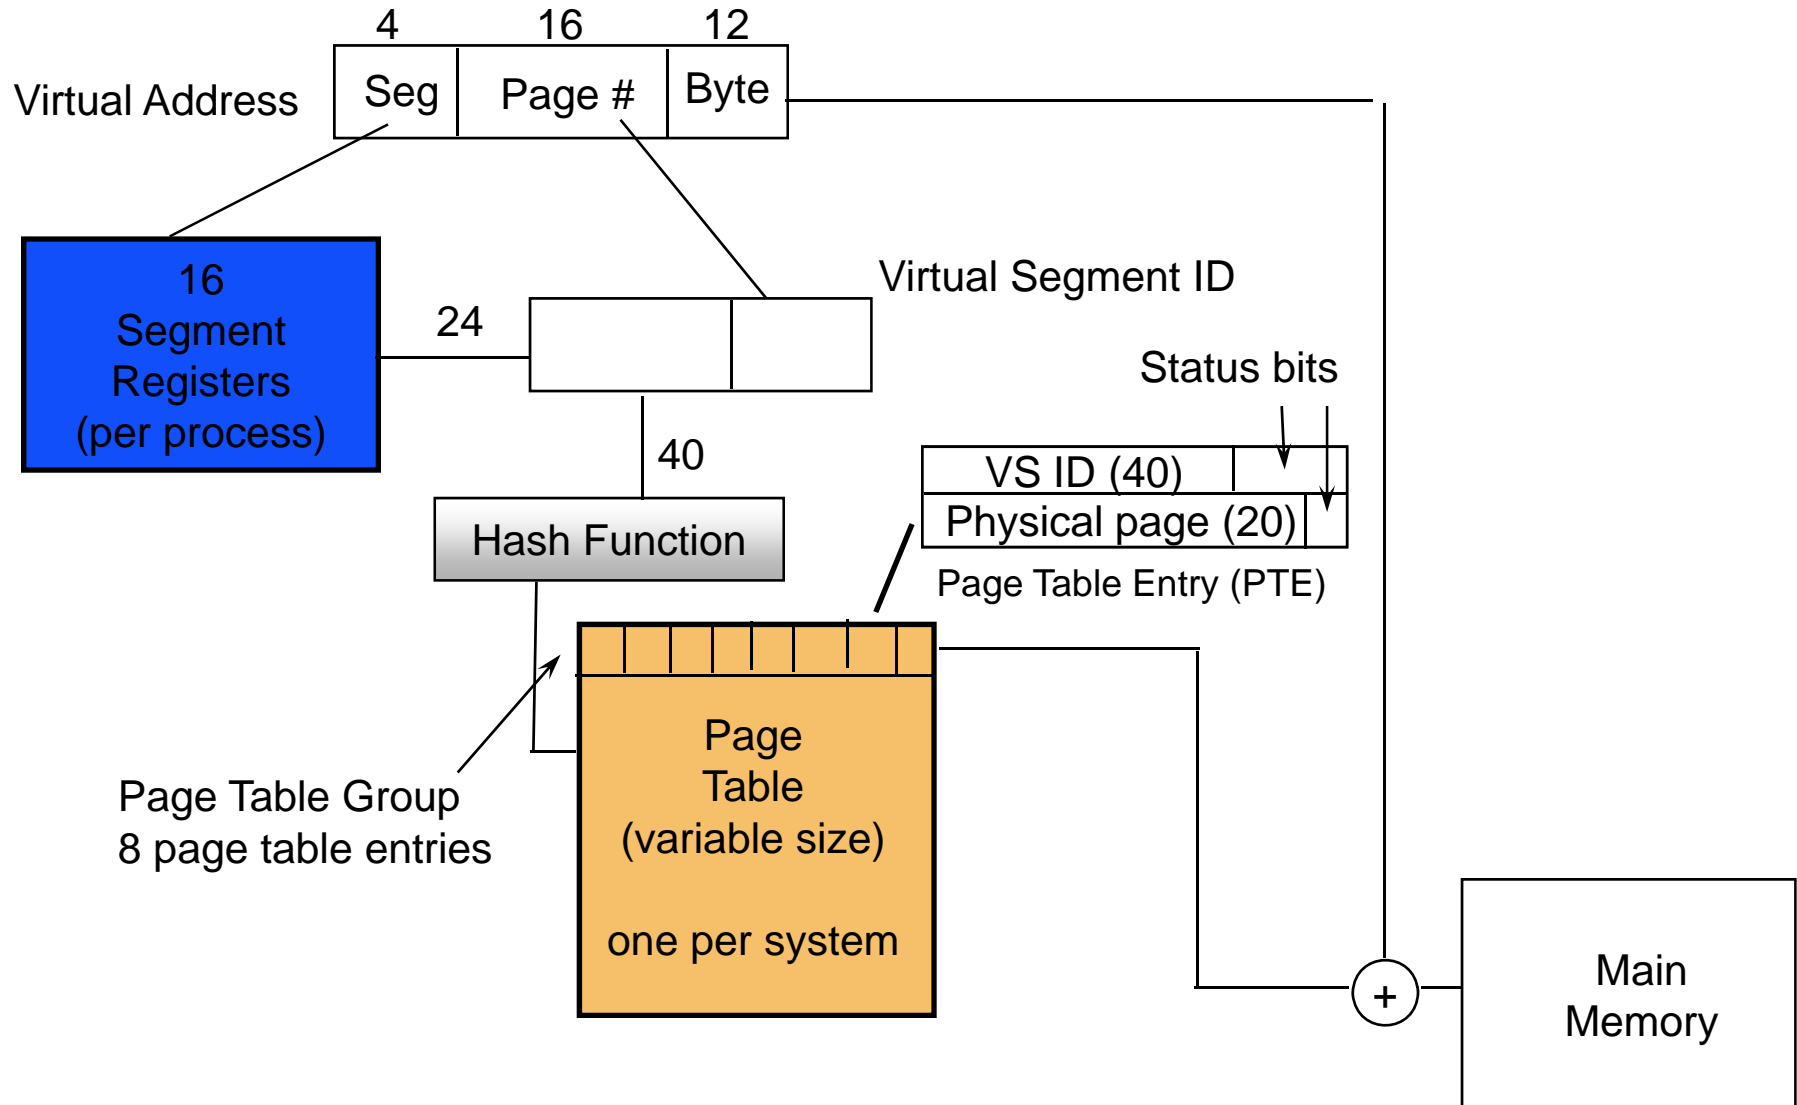 4 16 12
Virtual Address
Seg
Page #
Byte
16
Segment
Registers
(per process)
24
Virtual Segment ID
40
Hash Function
Status bits
VS ID (40)
Physical page (20)
Page Table Entry (PTE)
Page Table Group
8 page table entries
Page
Table
(variable size)
one per system
+
Main
Memory